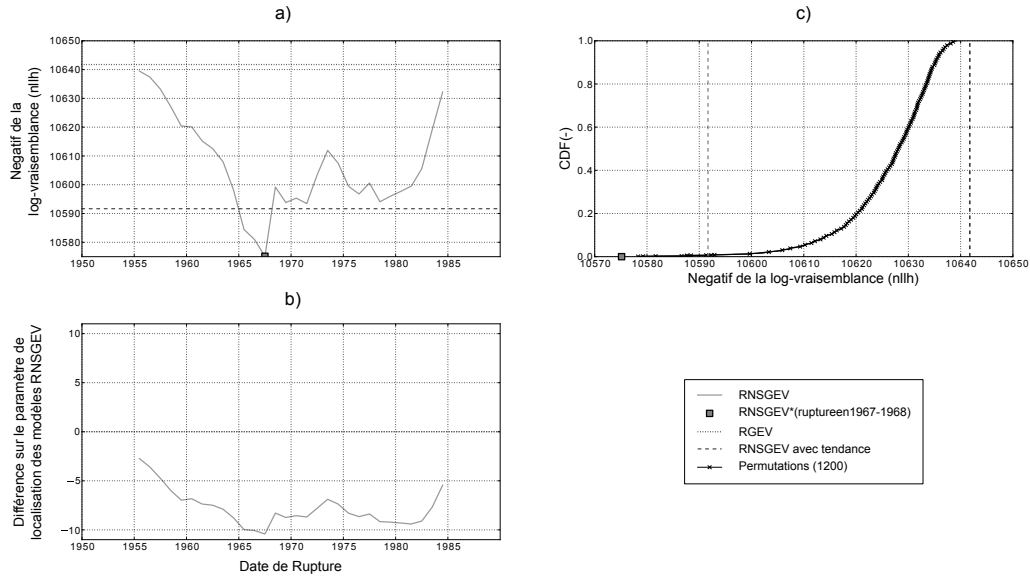 a)
10650
10640
10630
10620
10610
10600
10590
10580
1950 1955 1960 1965 1970 1975 1980 1985
Negatif de la
log-vraisemblance (nllh)
b)
10
5
0
−5
−10
1950 1955 1960 1965 1970 1975 1980 1985
Différence sur le paramètre de
localisation des modèles RNSGEV
Date de Rupture
c)
1.0
0.8
0.6
0.4
0.2
0.0
10570 10580 10590 10600 10610 10620 10630 10640 10650
CDF(-)
Negatif de la log-vraisemblance (nllh)
RNSGEV
RNSGEV*(ruptureen1967-1968)
RGEV
RNSGEV avec tendance
Permutations (1200)